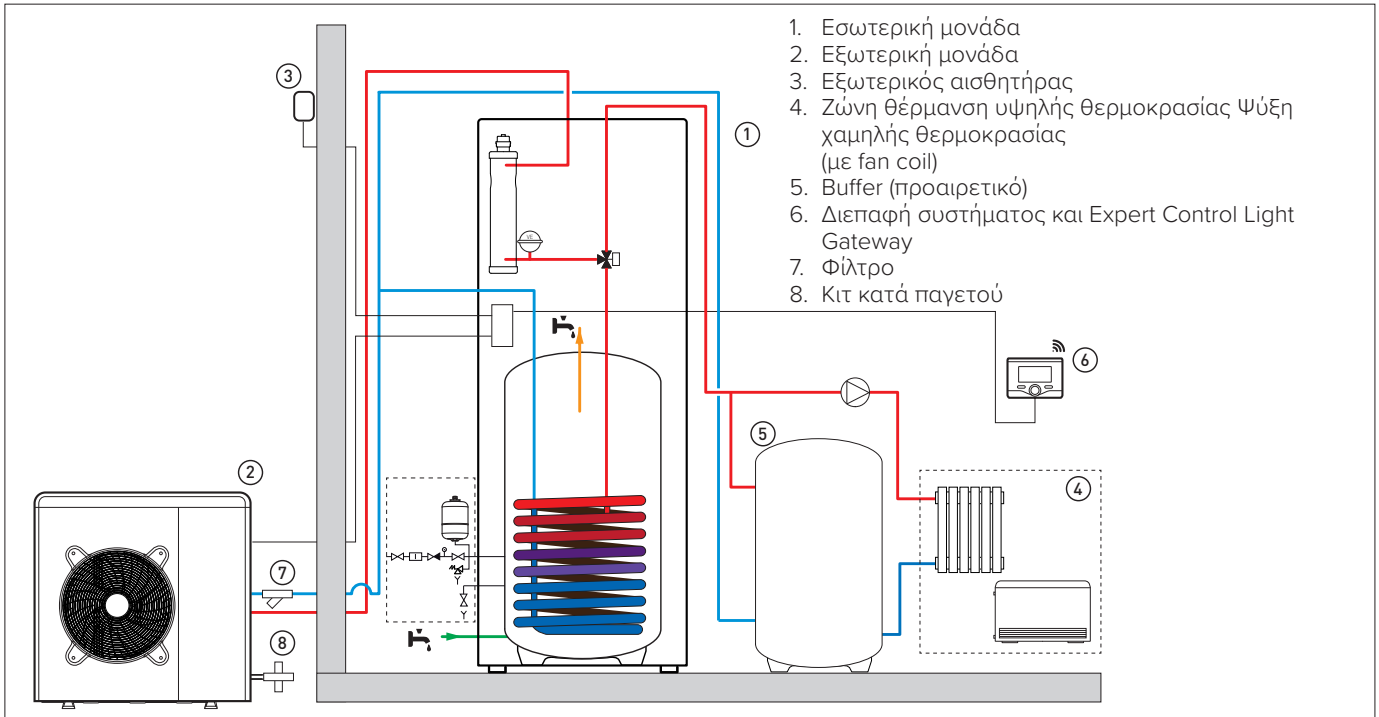 1. Εσωτερική μονάδα
2. Εξωτερική μονάδα
3. Εξωτερικός αισθητήρας
4. Ζώνη θέρμανση υψηλής θερμοκρασίας Ψύξη
χαμηλής θερμοκρασίας
(με fan coil)
5. Buffer (προαιρετικό)
6. Διεπαφή συστήματος και Expert Control Light
Gateway
7. Φίλτρο
8. Κιτ κατά παγετού
3
1
VE
6
5
2
4
7
8